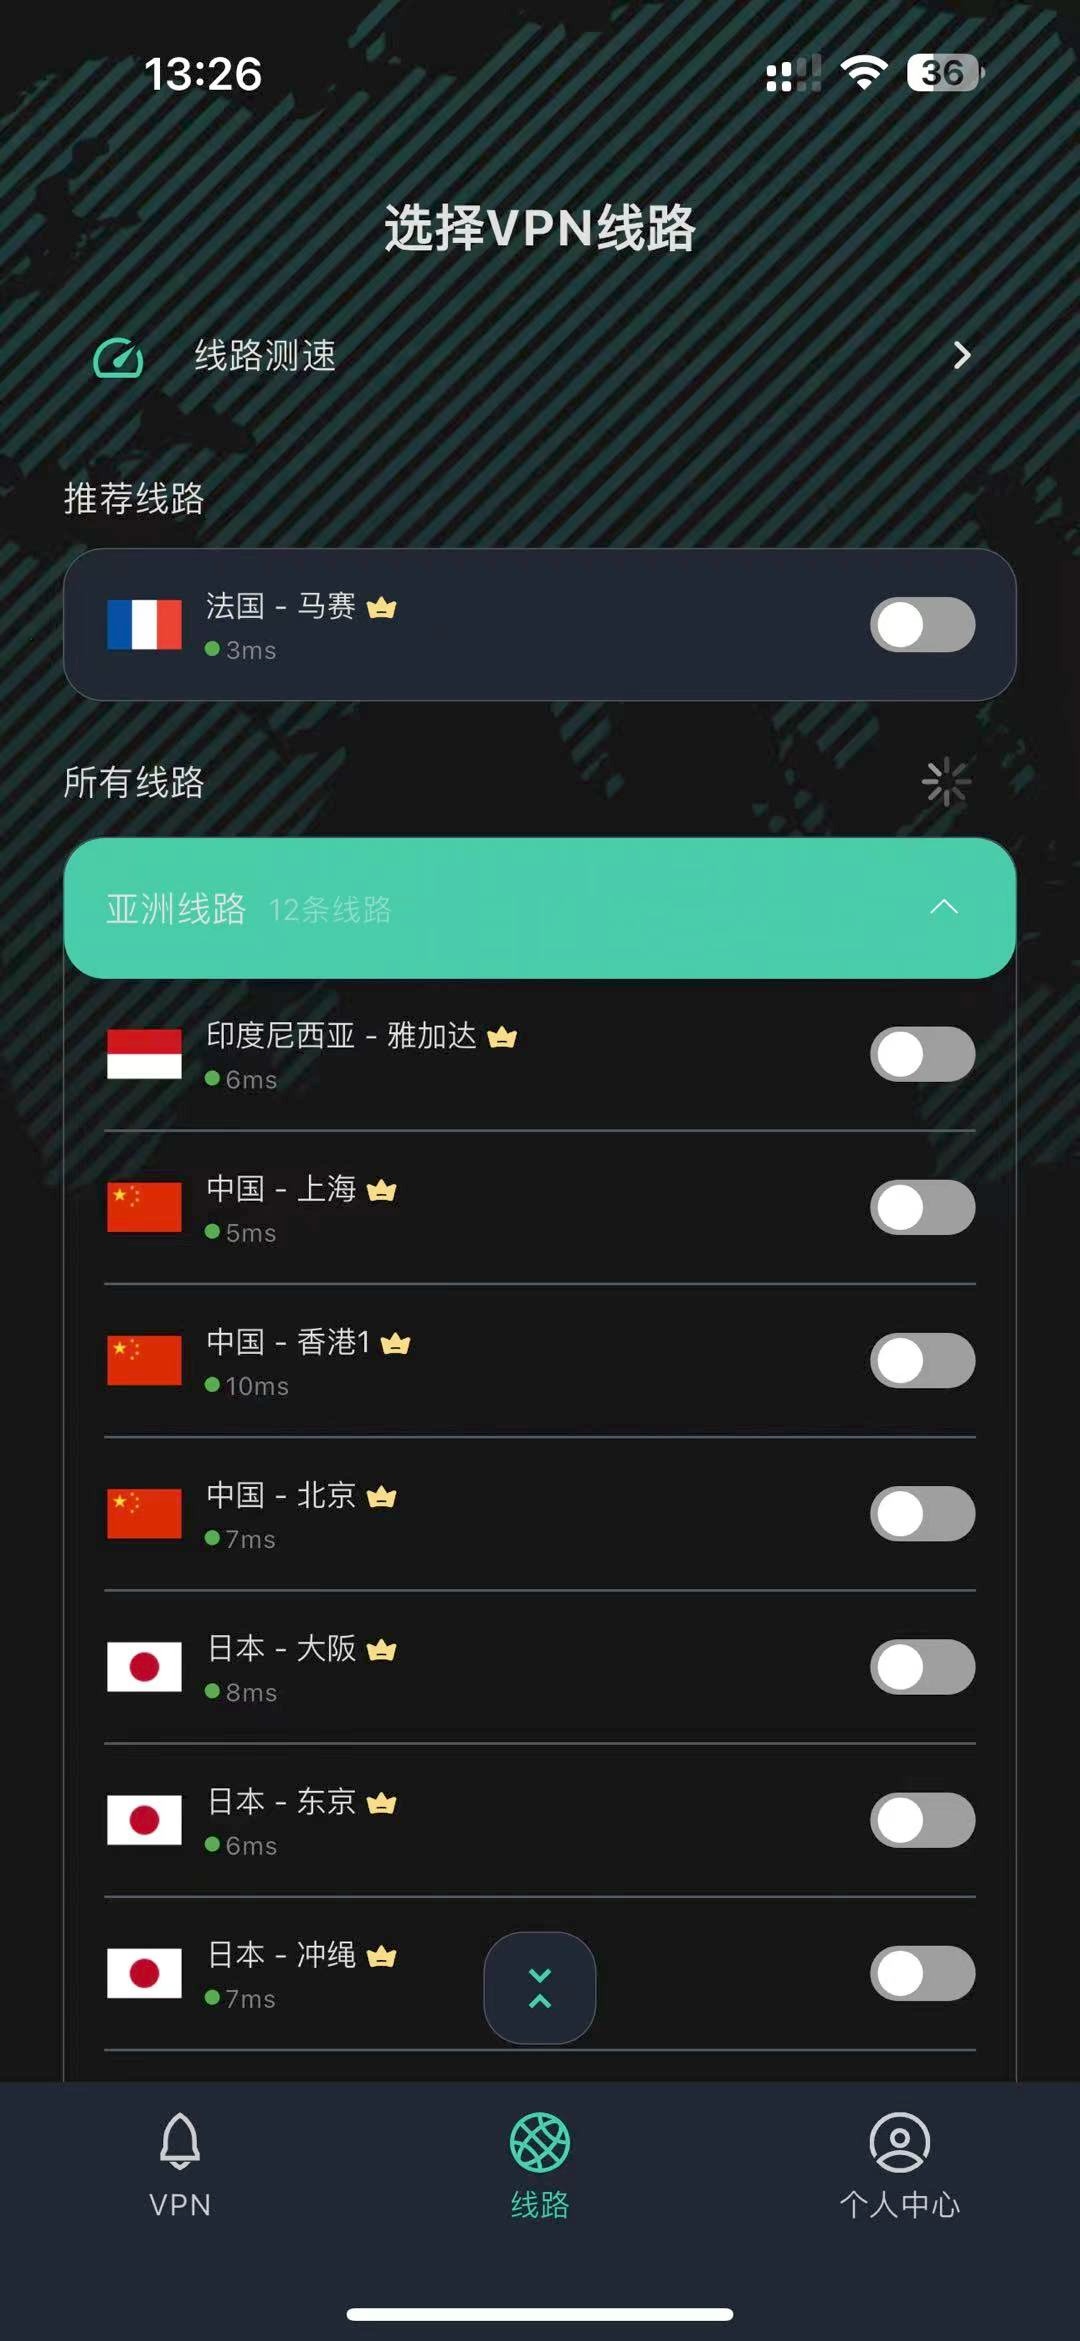 13:26
36
选择VPN线路
线路测速
推荐线路
法国 - 马赛
3ms
所有线路
亚洲线路 12条线路
印度尼西亚 - 雅加达
6ms
中国 - 上海
5ms
中国 - 香港1
10ms
中国 - 北京
7ms
日本 - 大阪
8ms
日本 - 东京
6ms
日本 - 冲绳
7ms
VPN 线路 个人中心